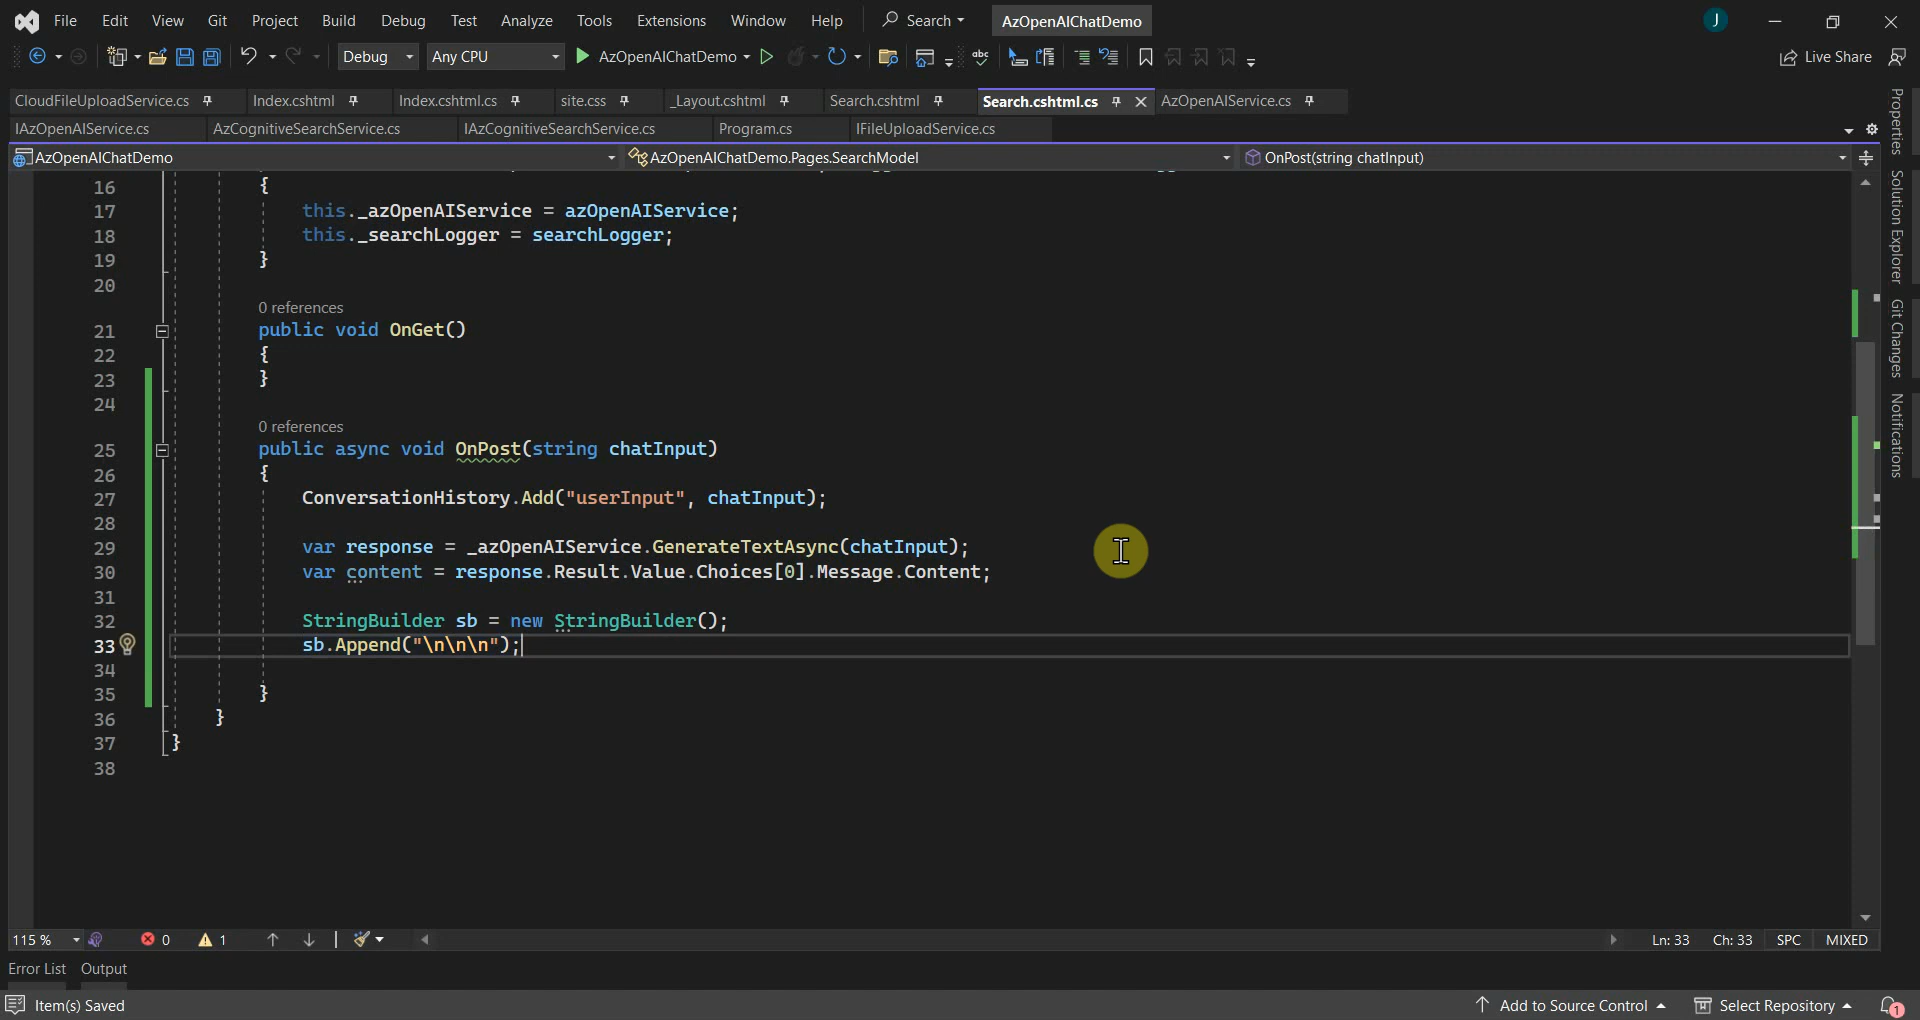 File Edit View Git Project Build Debug Test Analyze Tools Extensions Window Help Search AzOpenAIChatDemo J
Debug Any CPU AzOpenAIChatDemo abc Live Share
CloudFileUploadService.cs Index.cshtml Index.cshtml.cs site.css _Layout.cshtml Search.cshtml Search.cshtml.cs AzOpenAIService.cs
IAzOpenAIService.cs AzCognitiveSearchService.cs IAzCognitiveSearchService.cs Program.cs IFileUploadService.cs
AzOpenAIChatDemo AzOpenAIChatDemo.Pages.SearchModel OnPost(string chatInput)
16 {
17 this._azOpenAIService = azOpenAIService;
18 this._searchLogger = searchLogger;
19 }
20
0 references
21 public void OnGet()
22 {
23 }
24
0 references
25 public async void OnPost(string chatInput)
26 {
27 ConversationHistory.Add("userInput", chatInput);
28
29 var response = _azOpenAIService.GenerateTextAsync(chatInput);
30 var content = response.Result.Value.Choices[0].Message.Content;
31
32 StringBuilder sb = new StringBuilder();
33 sb.Append("\n\n\n");
34
35 }
36 }
37 }
38
Properties
Solution Explorer
Git Changes
Notifications
115 % 0 1 Ln: 33 Ch: 33 SPC MIXED
Error List Output
Item(s) Saved Add to Source Control Select Repository 1